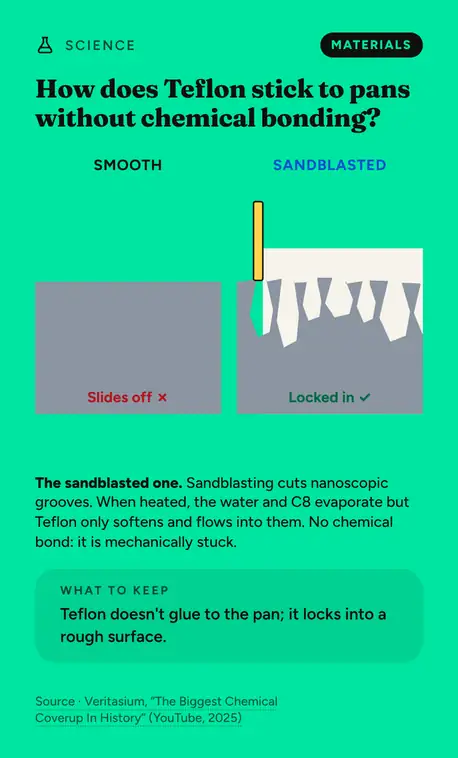 SCIENCE
MATERIALS
How does Teflon stick to pans
without chemical bonding?
SMOOTH
SANDBLASTED
Slides off ×
Locked in ✓
The sandblasted one. Sandblasting cuts nanoscopic
grooves. When heated, the water and C8 evaporate but
Teflon only softens and flows into them. No chemical
bond: it is mechanically stuck.
WHAT TO KEEP
Teflon doesn't glue to the pan; it locks into a
rough surface.
Source · Veritasium, "The Biggest Chemical
Coverup In History" (YouTube, 2025)